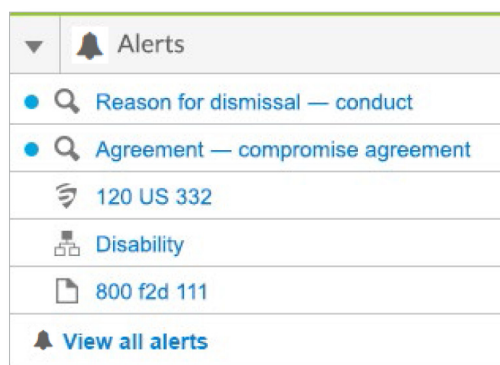 Alerts
Reason for dismissal — conduct
Agreement — compromise agreement
120 US 332
Disability
800 f2d 111
View all alerts